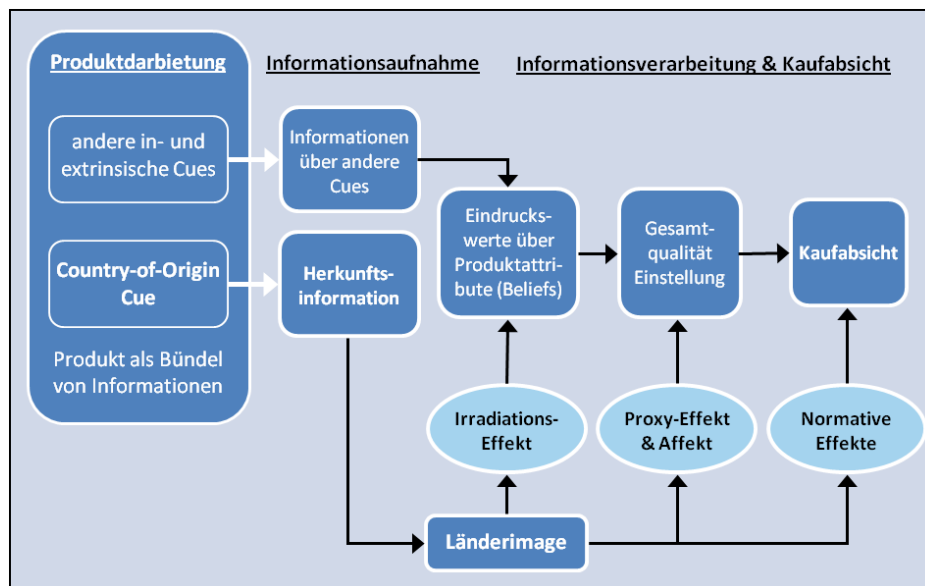 Produktdarbietung
Informationsaufnahme
Informationsverarbeitung & Kaufabsicht
andere in- und
extrinsische Cues
Informationen
über andere
Cues
Eindrucks-
werte über
Produktattri-
bute (Beliefs)
Gesamt-
qualität
Einstellung
Kaufabsicht
Country-of-Origin
Cue
Herkunfts-
information
Produkt als Bündel
von Informationen
Irradiations-
Effekt
Proxy-Effekt
& Affekt
Normative
Effekte
Länderimage